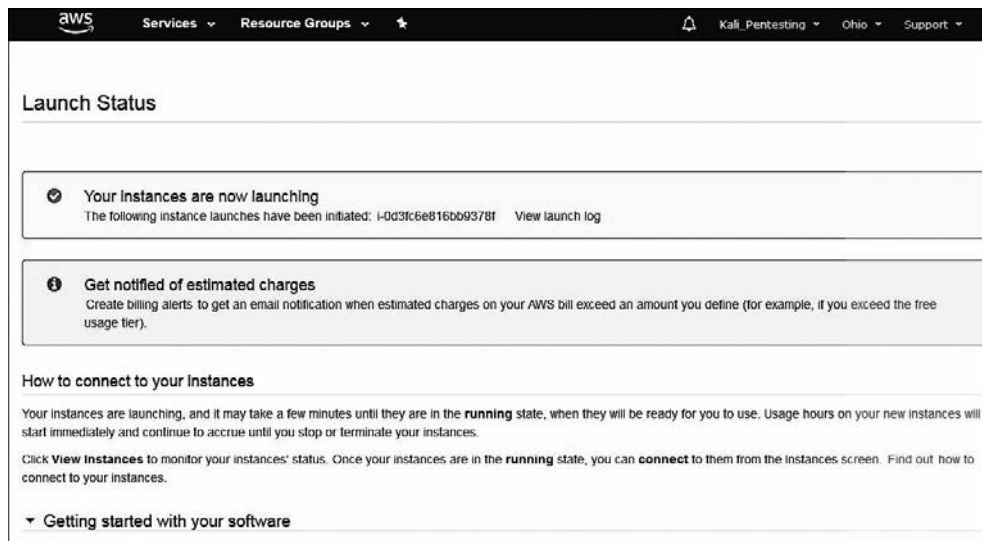 aws Services Resource Groups Kali_Pentesting Ohio Support
Launch Status
Your instances are now launching
The following instance launches have been initiated: i-0d3fc6e816bb9378f View launch log
Get notified of estimated charges
Create billing alerts to get an email notification when estimated charges on your AWS bill exceed an amount you define (for example, if you exceed the free
usage tier).
How to connect to your instances
Your instances are launching, and it may take a few minutes until they are in the running state, when they will be ready for you to use. Usage hours on your new instances will
start immediately and continue to accrue until you stop or terminate your instances.
Click View Instances to monitor your instances' status. Once your instances are in the running state, you can connect to them from the Instances screen. Find out how to
connect to your instances.
Getting started with your software